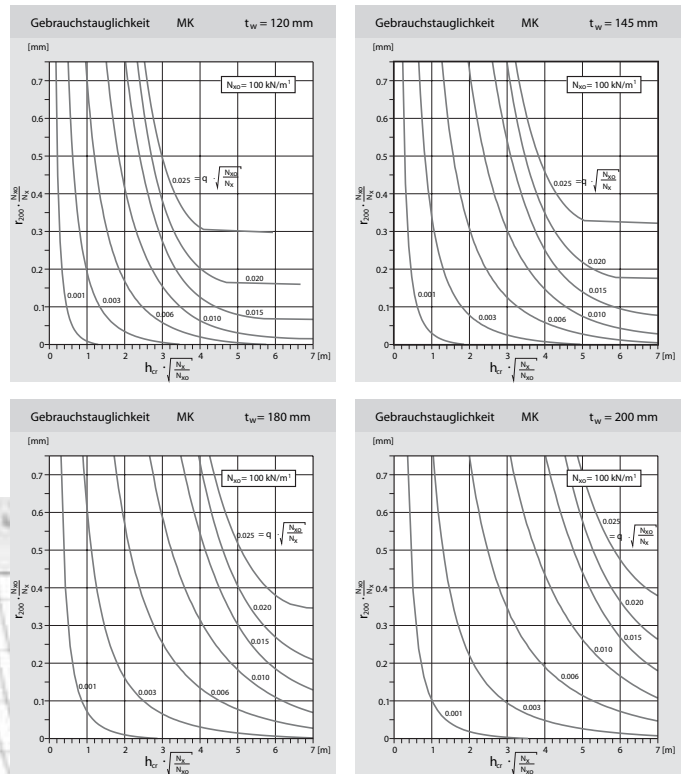 Gebrauchstauglichkeit MK t_w = 120 mm
[mm]
0.7
0.6
0.5
0.4
0.3
0.2
0.1
0
r₂₀₀ · N_xo/N_x
N_xo = 100 kN/m¹
0.025 = q · √(N_xo/N_x)
0.020
0.015
0.010
0.006
0.003
0.001
0 1 2 3 4 5 6 7 [m]
h_cr · √(N_x/N_xo)
Gebrauchstauglichkeit MK t_w = 145 mm
[mm]
0.7
0.6
0.5
0.4
0.3
0.2
0.1
0
r₂₀₀ · N_xo/N_x
N_xo = 100 kN/m¹
0.025 = q · √(N_xo/N_x)
0.020
0.015
0.010
0.006
0.003
0.001
0 1 2 3 4 5 6 7 [m]
h_cr · √(N_x/N_xo)
Gebrauchstauglichkeit MK t_w = 180 mm
[mm]
0.7
0.6
0.5
0.4
0.3
0.2
0.1
0
r₂₀₀ · N_xo/N_x
N_xo = 100 kN/m¹
0.025 = q · √(N_xo/N_x)
0.020
0.015
0.010
0.006
0.003
0.001
0 1 2 3 4 5 6 7 [m]
h_cr · √(N_x/N_xo)
Gebrauchstauglichkeit MK t_w = 200 mm
[mm]
0.7
0.6
0.5
0.4
0.3
0.2
0.1
0
r₂₀₀ · N_xo/N_x
N_xo = 100 kN/m¹
0.025
= q · √(N_xo/N_x)
0.020
0.015
0.010
0.006
0.003
0.001
0 1 2 3 4 5 6 7 [m]
h_cr · √(N_x/N_xo)